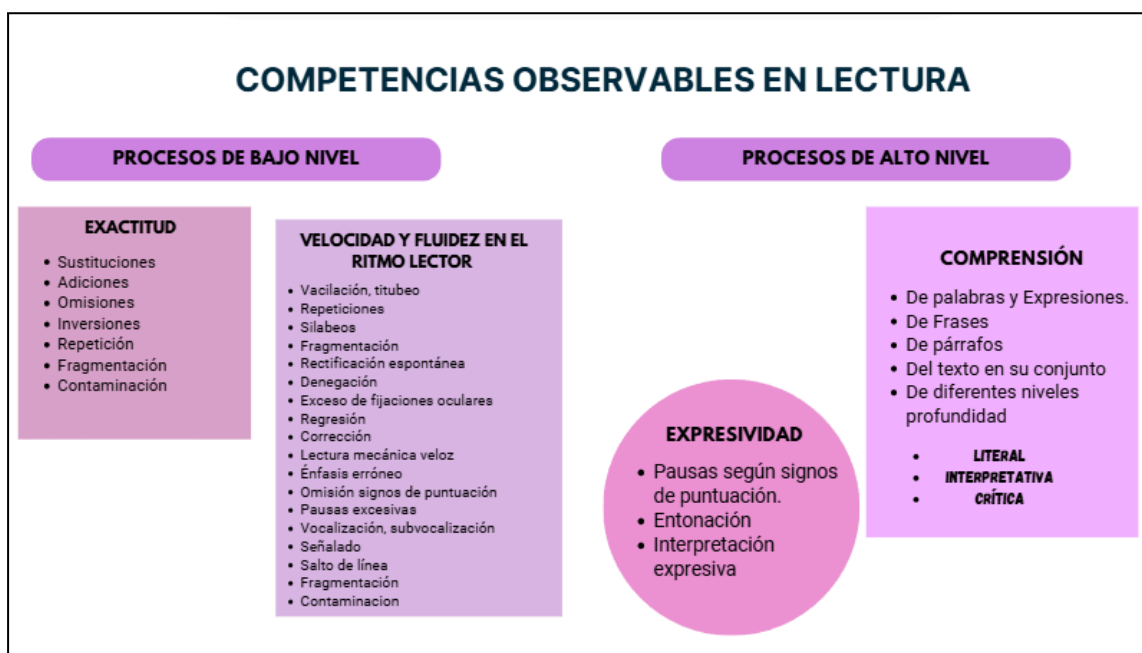 COMPETENCIAS OBSERVABLES EN LECTURA
PROCESOS DE BAJO NIVEL
EXACTITUD
• Sustituciones
• Adiciones
• Omisiones
• Inversiones
• Repetición
• Fragmentación
• Contaminación
VELOCIDAD Y FLUIDEZ EN EL
RITMO LECTOR
• Vacilación, titubeo
• Repeticiones
• Silabeos
• Fragmentación
• Rectificación espontánea
• Denegación
• Exceso de fijaciones oculares
• Regresión
• Corrección
• Lectura mecánica veloz
• Énfasis erróneo
• Omisión signos de puntuación
• Pausas excesivas
• Vocalización, subvocalización
• Señalado
• Salto de línea
• Fragmentación
• Contaminacion
PROCESOS DE ALTO NIVEL
EXPRESIVIDAD
• Pausas según signos
de puntuación.
• Entonación
• Interpretación
expresiva
COMPRENSIÓN
• De palabras y Expresiones.
• De Frases
• De párrafos
• Del texto en su conjunto
• De diferentes niveles
profundidad
• LITERAL
• INTERPRETATIVA
• CRÍTICA